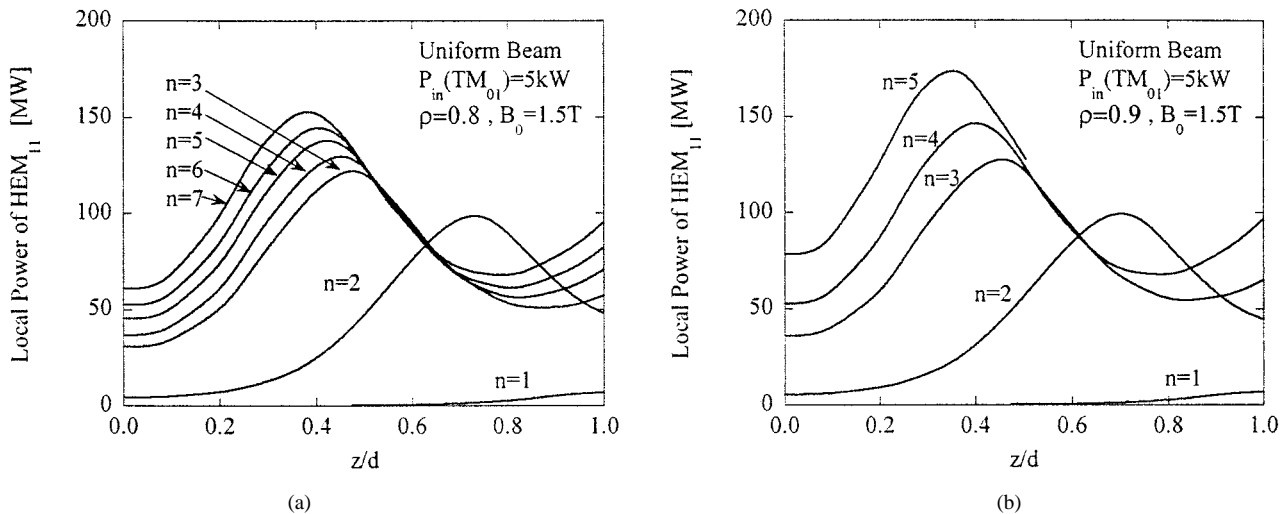 200
150
100
50
0
Local Power of HEM₁₁ [MW]
Uniform Beam
P_in(TM₀₁)=5kW
ρ=0.8 , B₀=1.5T
n=3
n=4
n=5
n=6
n=7
n=2
n=1
0.0 0.2 0.4 0.6 0.8 1.0
z/d
(a)
200
150
100
50
0
Local Power of HEM₁₁ [MW]
Uniform Beam
P_in(TM₀₁)=5kW
ρ=0.9 , B₀=1.5T
n=5
n=4
n=3
n=2
n=1
0.0 0.2 0.4 0.6 0.8 1.0
z/d
(b)